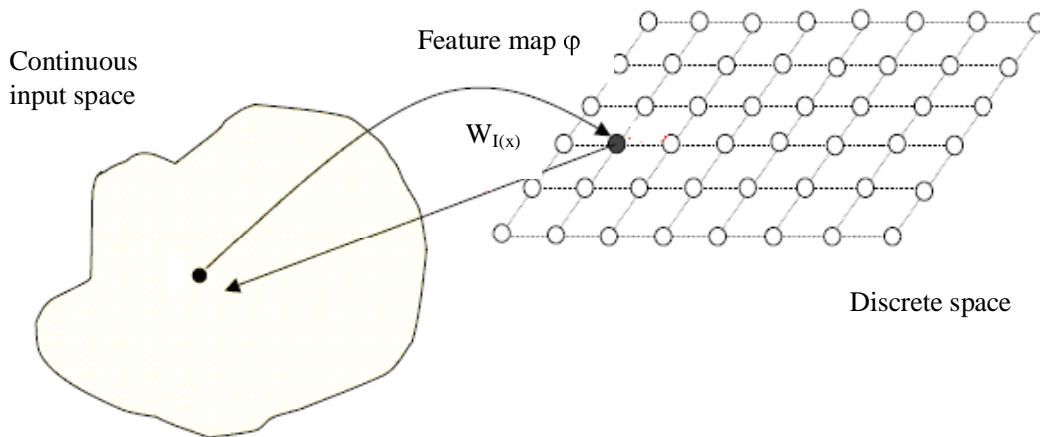 Feature map φ
Continuous
input space
W_I(x)
Discrete space